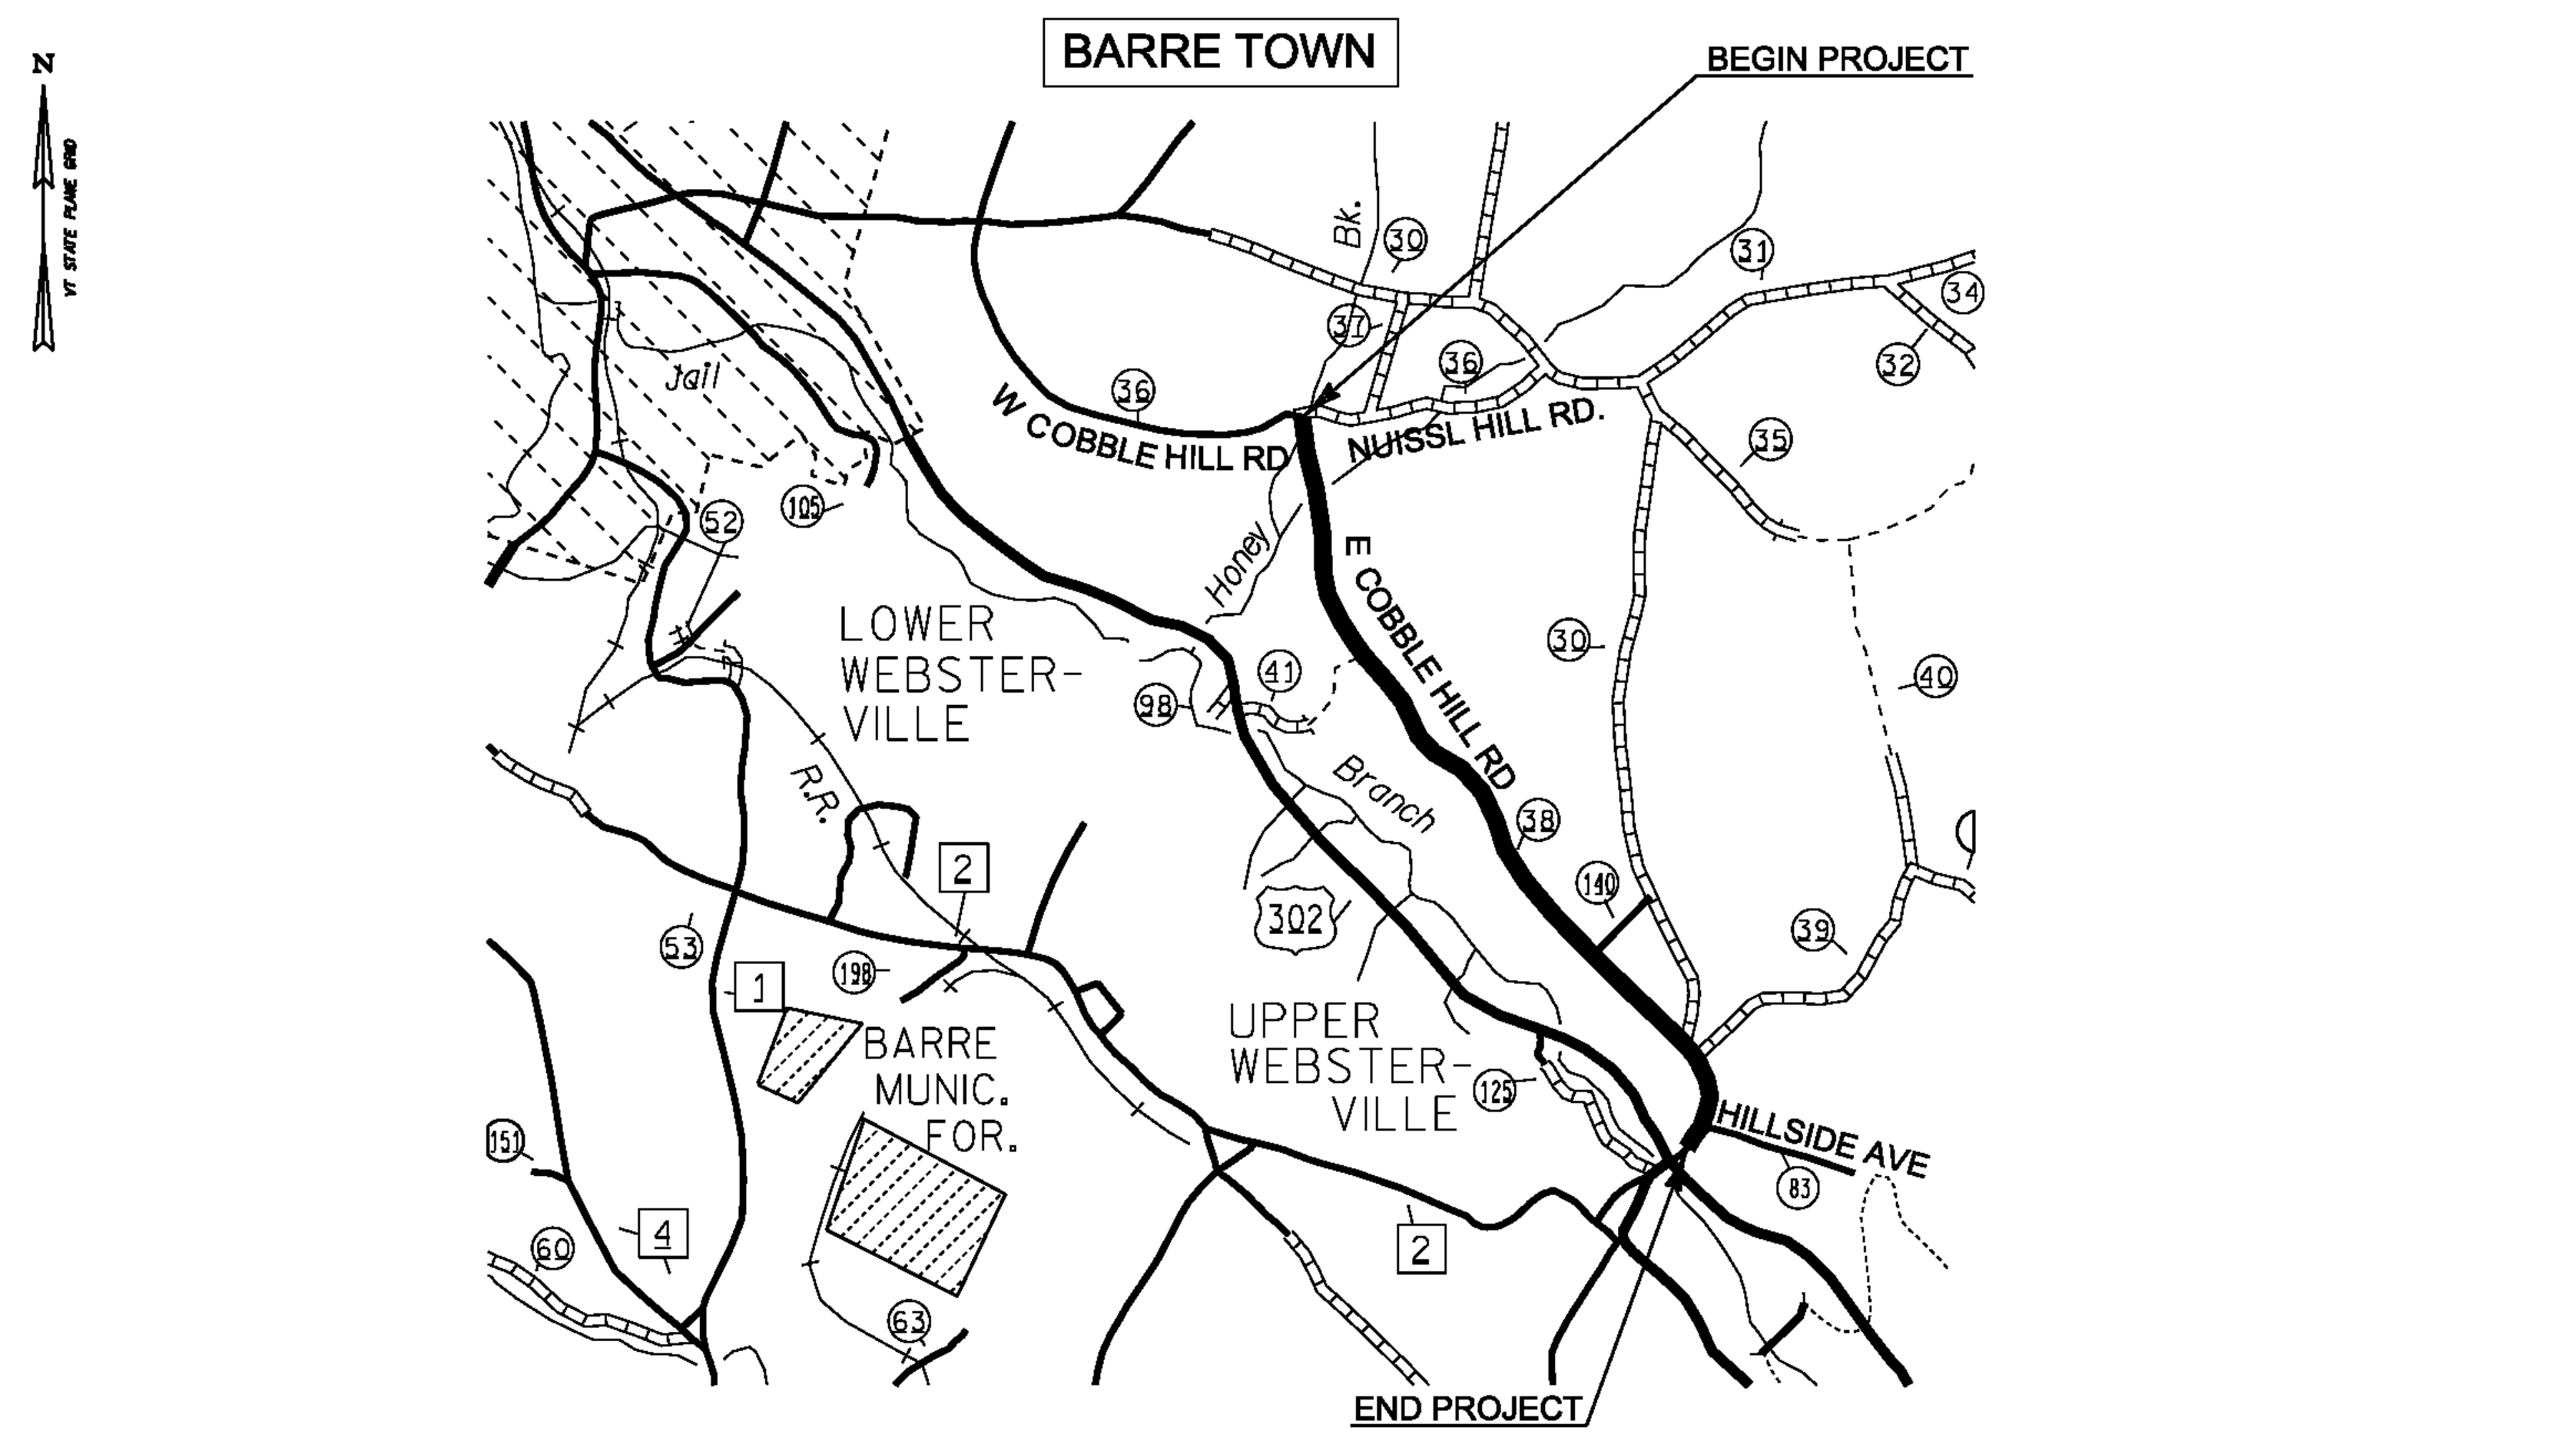 BARRE TOWN
BEGIN PROJECT
N
VT STATE PLANE GRID
Bk.
30
31
34
37
36
32
Jail
36
W COBBLE HILL RD
NUISSL HILL RD.
35
105
52
Honey
E COBBLE HILL RD
LOWER
WEBSTER-
VILLE
30
41
98
40
R.R.
Branch
38
2
140
302
39
53
198
1
UPPER
WEBSTER-
VILLE
BARRE
MUNIC.
FOR.
125
HILLSIDE AVE
151
83
4
60
2
63
END PROJECT